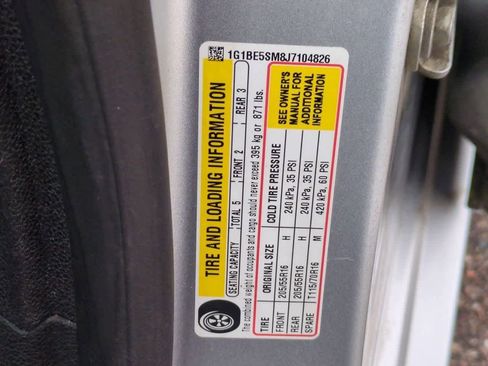 1G1BE5SM8J7104826
TIRE AND LOADING INFORMATION
SEATING CAPACITY TOTAL 5 FRONT 2 REAR 3
The combined weight of occupants and cargo should never exceed 395 kg or 871 lbs.
TIRE ORIGINAL SIZE COLD TIRE PRESSURE
FRONT 205/55R16 H 240 kPa, 35 PSI
REAR 205/55R16 H 240 kPa, 35 PSI
SPARE T115/70R16 M 420 kPa, 60 PSI
SEE OWNER'S
MANUAL FOR
ADDITIONAL
INFORMATION